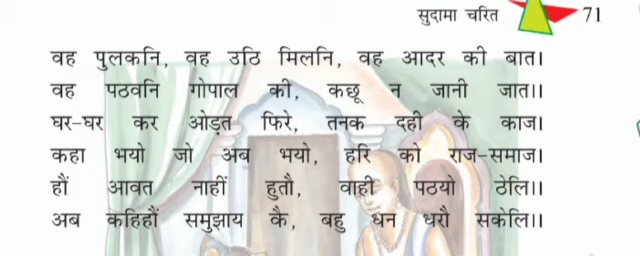 सुदामा चरित 71
वह पुलकनि, वह उठि मिलनि, वह आदर की बात।
वह पठवनि गोपाल की, कछू न जानी जात।।
घर-घर कर ओड़त फिरे, तनक दही के काज।
कहा भयो जो अब भयो, हरि को राज-समाज।
हौं आवत नाहीं हुतौ, वाही पठयो ठेलि।।
अब कहिहौं समुझाय कै, बहु धन धरौ सकेलि।।